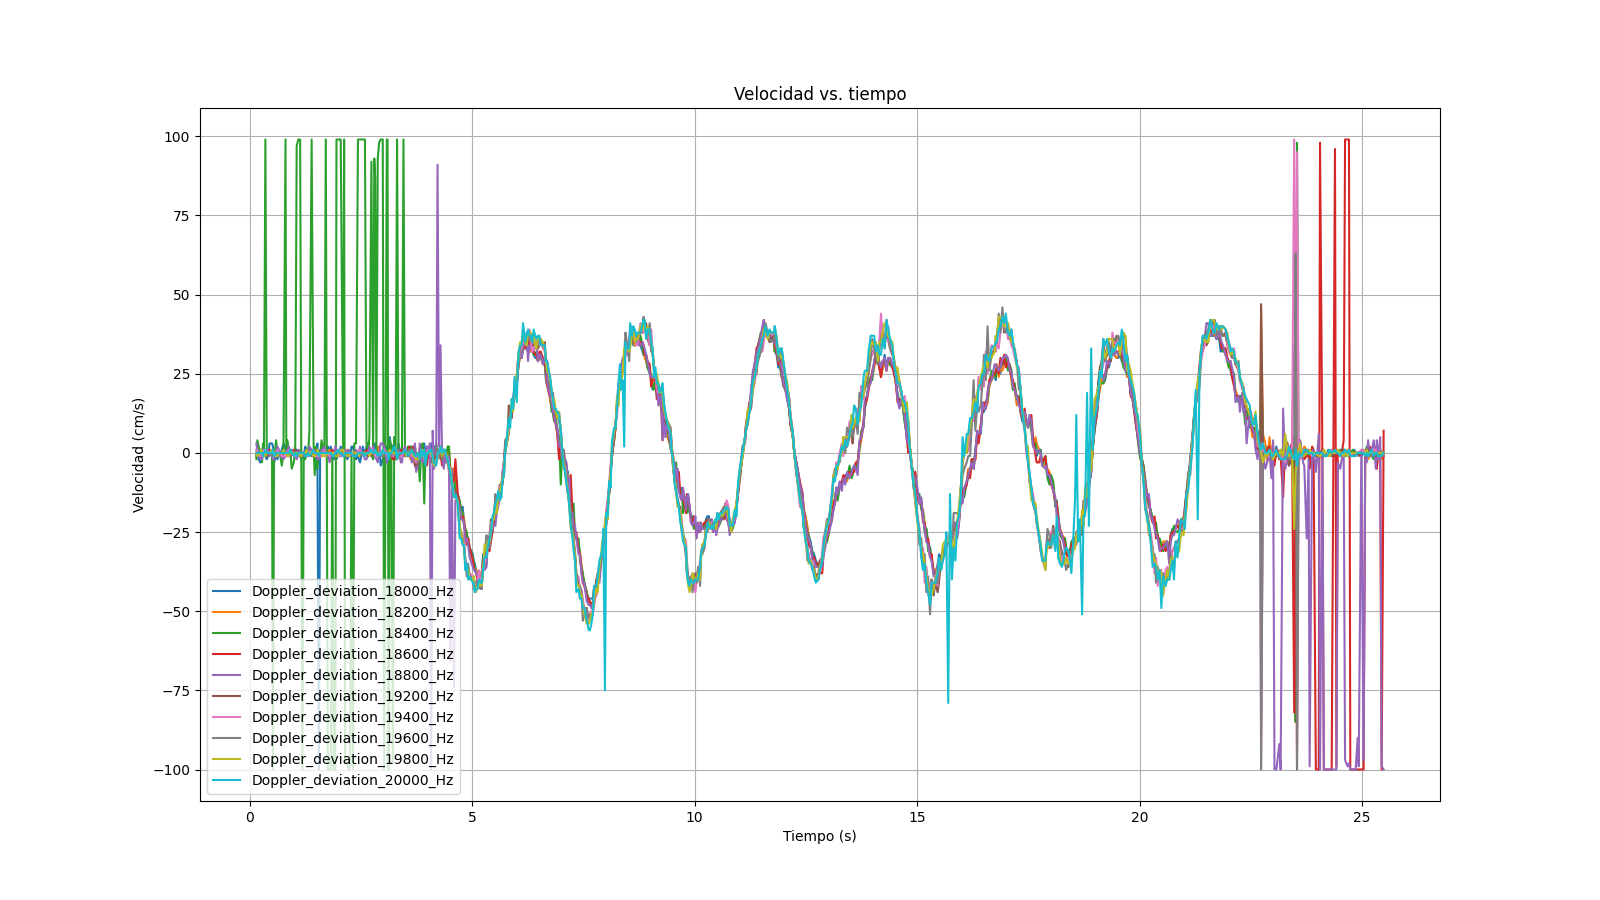 Velocidad vs. tiempo
100
75
50
25
0
−25
−50
−75
−100
Velocidad (cm/s)
Doppler_deviation_18000_Hz
Doppler_deviation_18200_Hz
Doppler_deviation_18400_Hz
Doppler_deviation_18600_Hz
Doppler_deviation_18800_Hz
Doppler_deviation_19200_Hz
Doppler_deviation_19400_Hz
Doppler_deviation_19600_Hz
Doppler_deviation_19800_Hz
Doppler_deviation_20000_Hz
0 5 10 15 20 25
Tiempo (s)